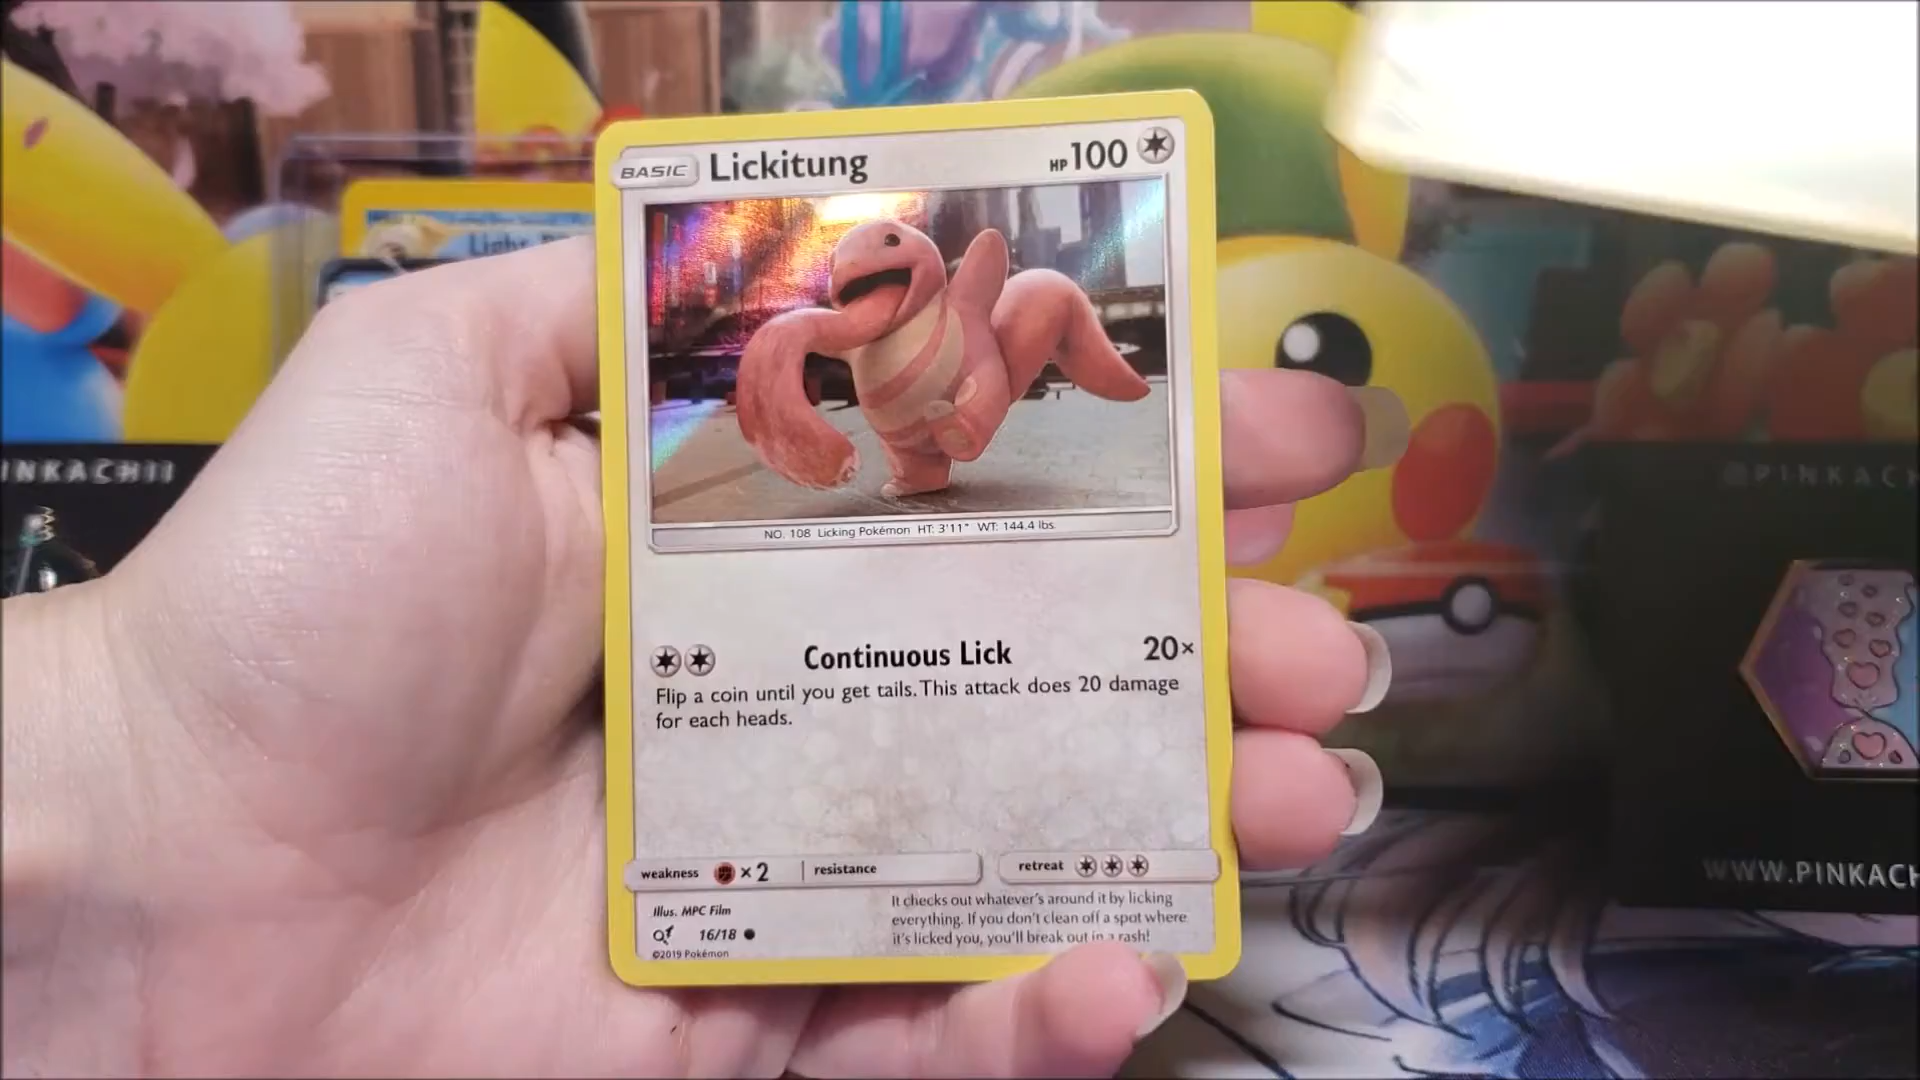 BASIC Lickitung HP 100
Light
NO. 108 Licking Pokémon HT: 3'11" WT: 144.4 lbs.
INKACHII
@PINKACH
Continuous Lick 20×
Flip a coin until you get tails. This attack does 20 damage
for each heads.
weakness ×2 resistance retreat
Illus. MPC Film
16/18
©2019 Pokémon
It checks out whatever's around it by licking
everything. If you don't clean off a spot where
it's licked you, you'll break out in a rash!
WWW.PINKACH